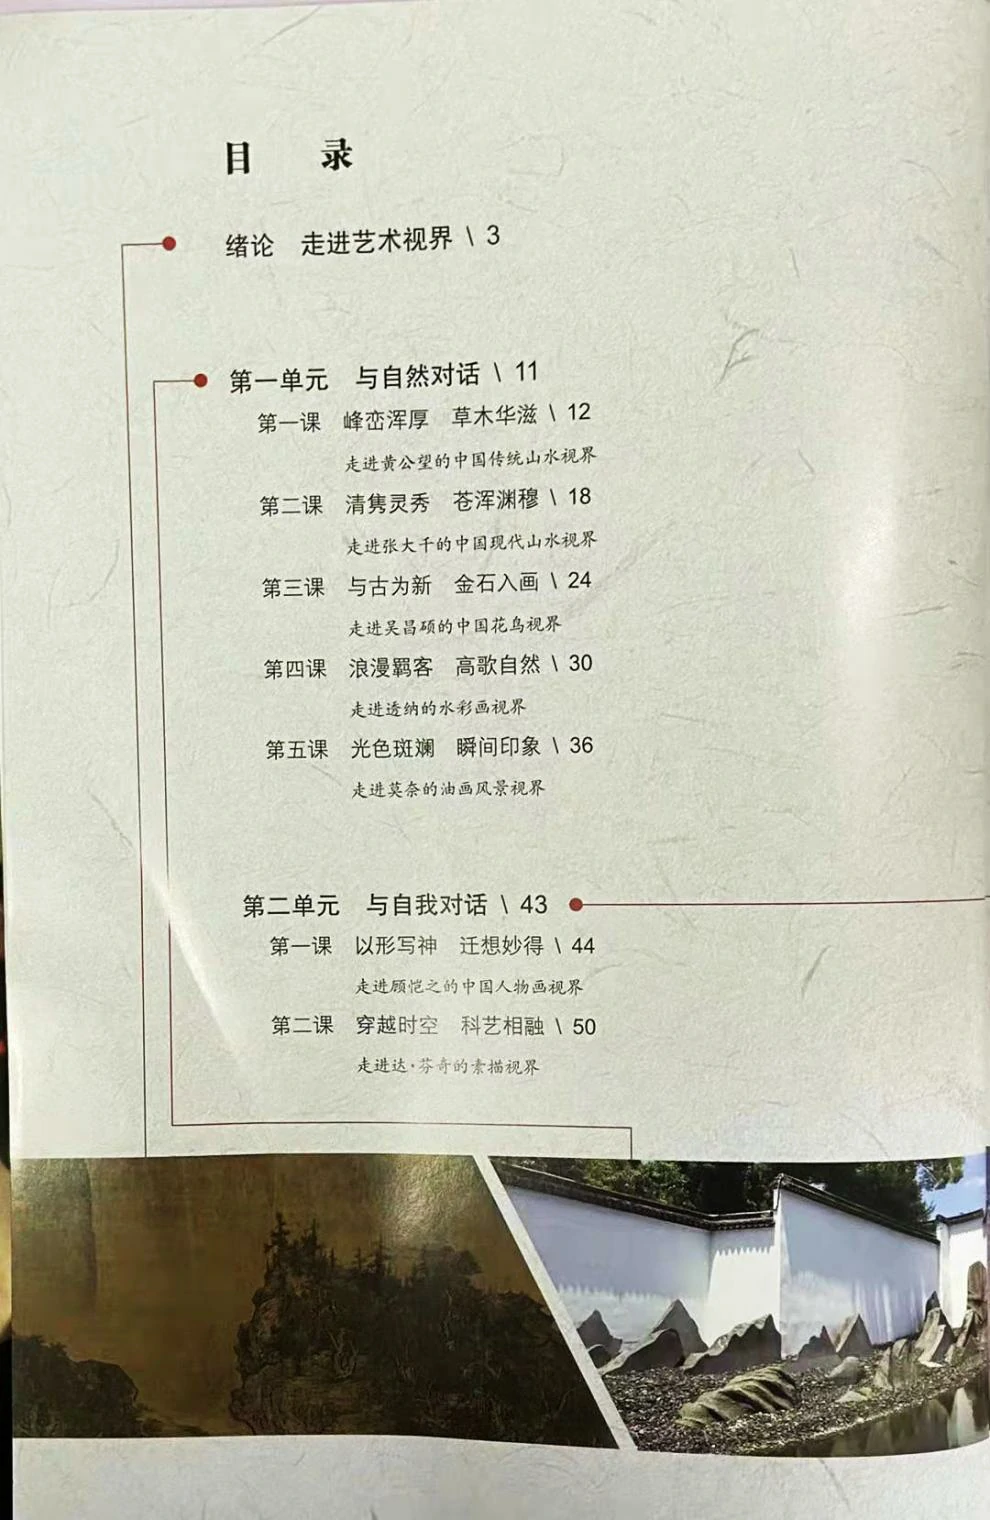 目 录
绪论 走进艺术视界 \ 3
第一单元 与自然对话 \ 11
第一课 峰峦浑厚 草木华滋 \ 12
走进黄公望的中国传统山水视界
第二课 清隽灵秀 苍浑渊穆 \ 18
走进张大千的中国现代山水视界
第三课 与古为新 金石入画 \ 24
走进吴昌硕的中国花鸟视界
第四课 浪漫羁客 高歌自然 \ 30
走进透纳的水彩画视界
第五课 光色斑斓 瞬间印象 \ 36
走进莫奈的油画风景视界
第二单元 与自我对话 \ 43
第一课 以形写神 迁想妙得 \ 44
走进顾恺之的中国人物画视界
第二课 穿越时空 科艺相融 \ 50
走进达·芬奇的素描视界